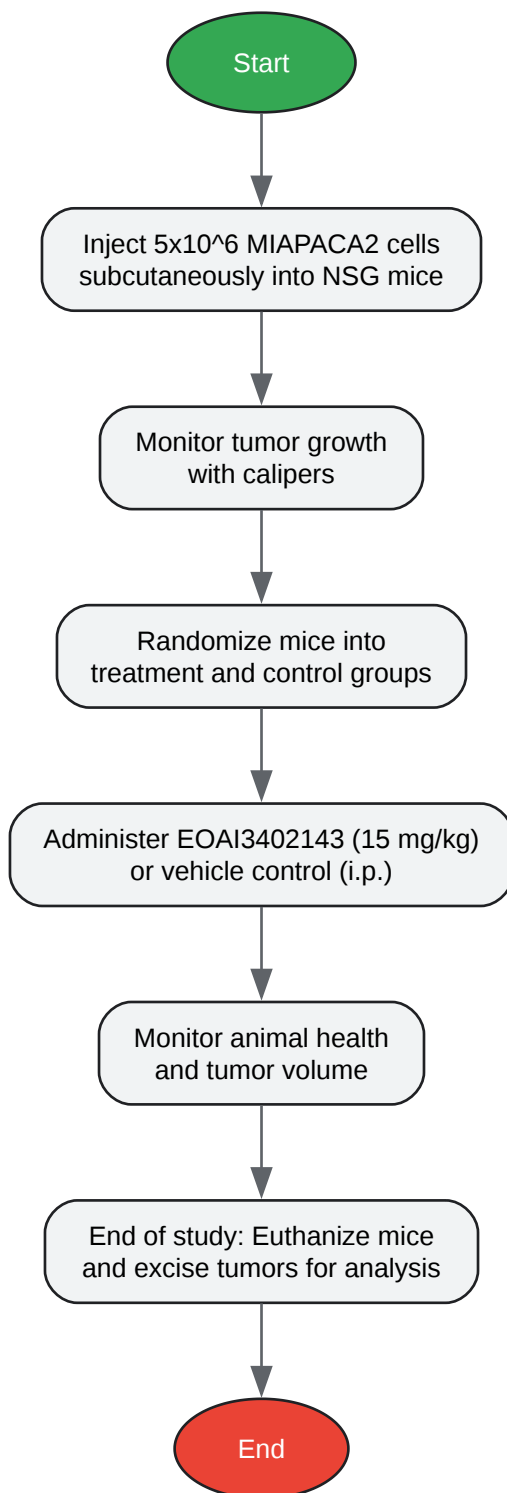 Start
Inject 5x10^6 MIAPACA2 cells
subcutaneously into NSG mice
Monitor tumor growth
with calipers
Randomize mice into
treatment and control groups
Administer EOAI3402143 (15 mg/kg)
or vehicle control (i.p.)
Monitor animal health
and tumor volume
End of study: Euthanize mice
and excise tumors for analysis
End